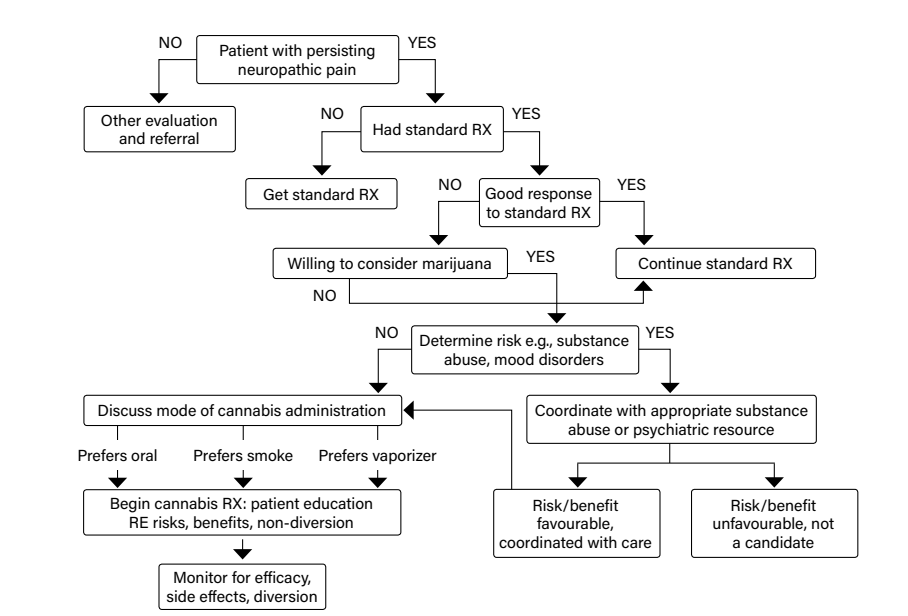 NO
YES
Patient with persisting
neuropathic pain
Other evaluation
and referral
NO
YES
Had standard RX
Get standard RX
NO
YES
Good response
to standard RX
Willing to consider marijuana
YES
NO
Continue standard RX
NO
YES
Determine risk e.g., substance
abuse, mood disorders
Discuss mode of cannabis administration
Coordinate with appropriate substance
abuse or psychiatric resource
Prefers oral
Prefers smoke
Prefers vaporizer
Begin cannabis RX: patient education
RE risks, benefits, non-diversion
Risk/benefit
favourable,
coordinated with care
Risk/benefit
unfavourable, not
a candidate
Monitor for efficacy,
side effects, diversion